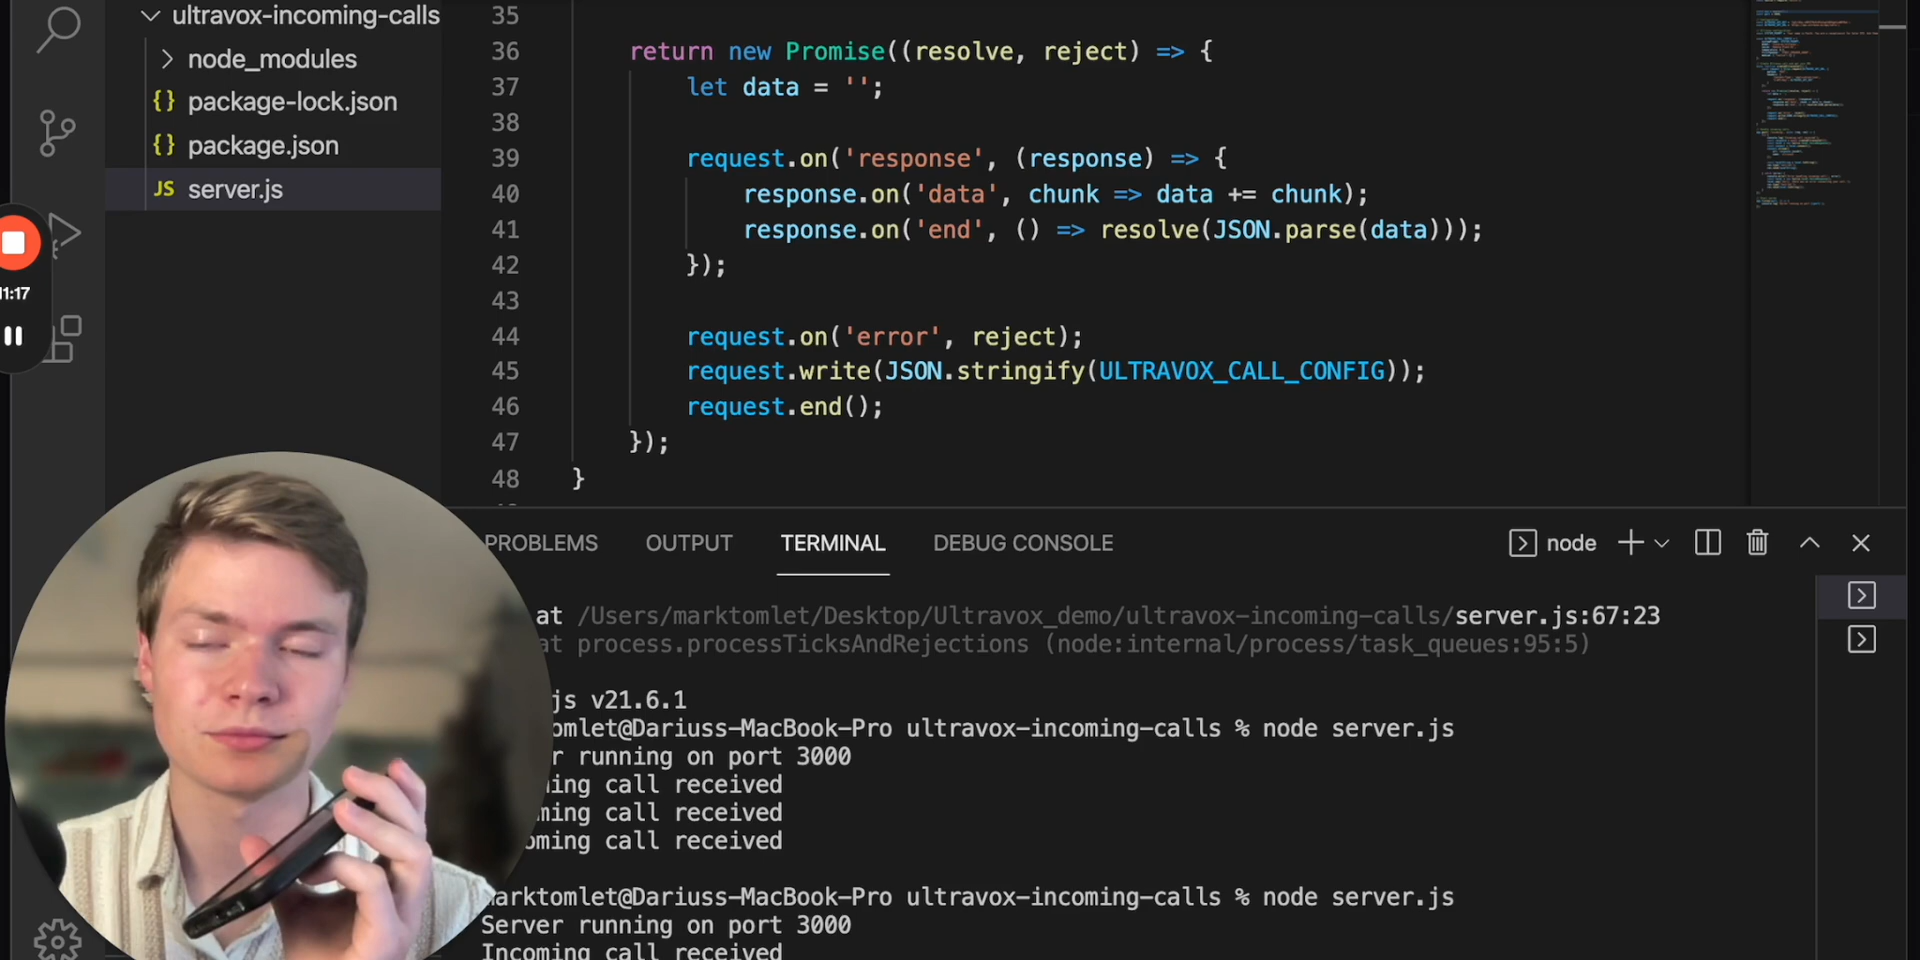 ultravox-incoming-calls
node_modules
{} package-lock.json
{} package.json
JS server.js
11:17
35
36 return new Promise((resolve, reject) => {
37 let data = '';
38
39 request.on('response', (response) => {
40 response.on('data', chunk => data += chunk);
41 response.on('end', () => resolve(JSON.parse(data)));
42 });
43
44 request.on('error', reject);
45 request.write(JSON.stringify(ULTRAVOX_CALL_CONFIG));
46 request.end();
47 });
48 }
PROBLEMS OUTPUT TERMINAL DEBUG CONSOLE node
at /Users/marktomlet/Desktop/Ultravox_demo/ultravox-incoming-calls/server.js:67:23
at process.processTicksAndRejections (node:internal/process/task_queues:95:5)
js v21.6.1
omlet@Dariuss-MacBook-Pro ultravox-incoming-calls % node server.js
r running on port 3000
ing call received
ming call received
oming call received
marktomlet@Dariuss-MacBook-Pro ultravox-incoming-calls % node server.js
Server running on port 3000
Incoming call received